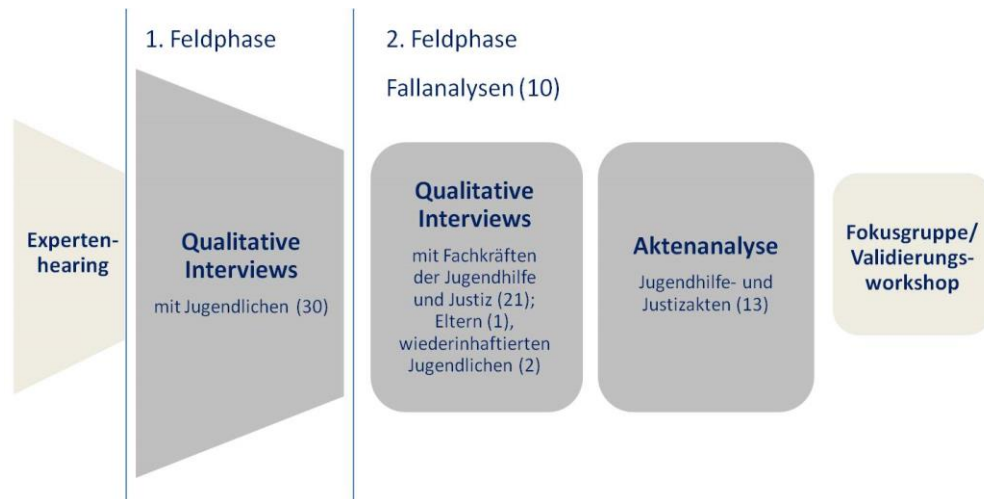 1. Feldphase
2. Feldphase
Fallanalysen (10)
Experten-
hearing
Qualitative
Interviews
mit Jugendlichen (30)
Qualitative
Interviews
mit Fachkräften
der Jugendhilfe
und Justiz (21);
Eltern (1),
wiederinhaftierten
Jugendlichen (2)
Aktenanalyse
Jugendhilfe- und
Justizakten (13)
Fokusgruppe/
Validierungs-
workshop